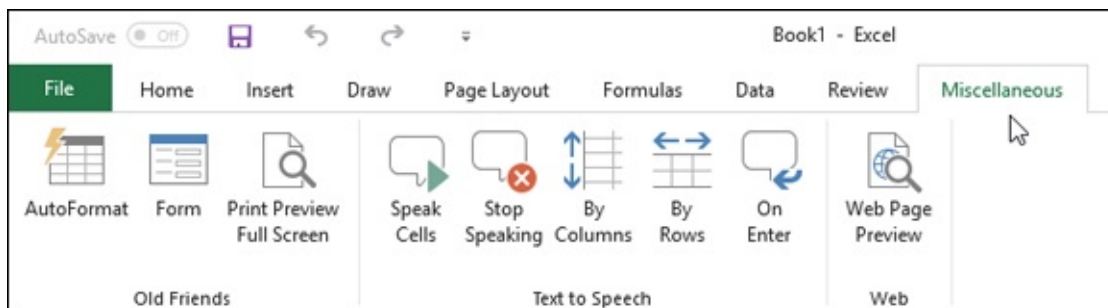 AutoSave Off Book1 - Excel
File Home Insert Draw Page Layout Formulas Data Review Miscellaneous
AutoFormat Form Print Preview Speak Stop By By On Web Page
Full Screen Cells Speaking Columns Rows Enter Preview
Old Friends Text to Speech Web